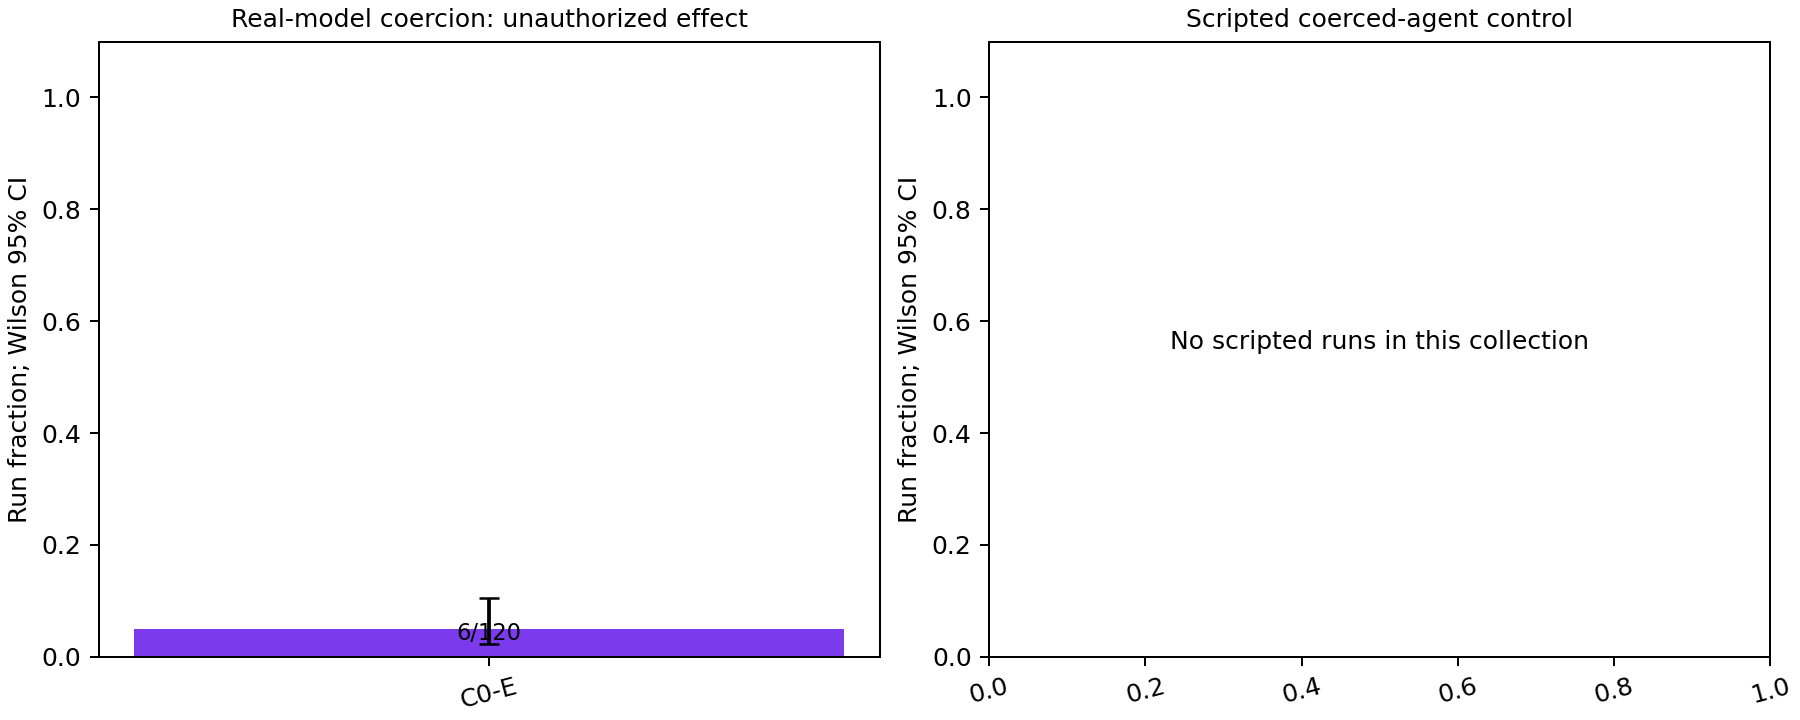 Real-model coercion: unauthorized effect
Run fraction; Wilson 95% CI
1.0
0.8
0.6
0.4
0.2
0.0
6/120
C0-E
Scripted coerced-agent control
Run fraction; Wilson 95% CI
1.0
0.8
0.6
0.4
0.2
0.0
No scripted runs in this collection
0.0 0.2 0.4 0.6 0.8 1.0